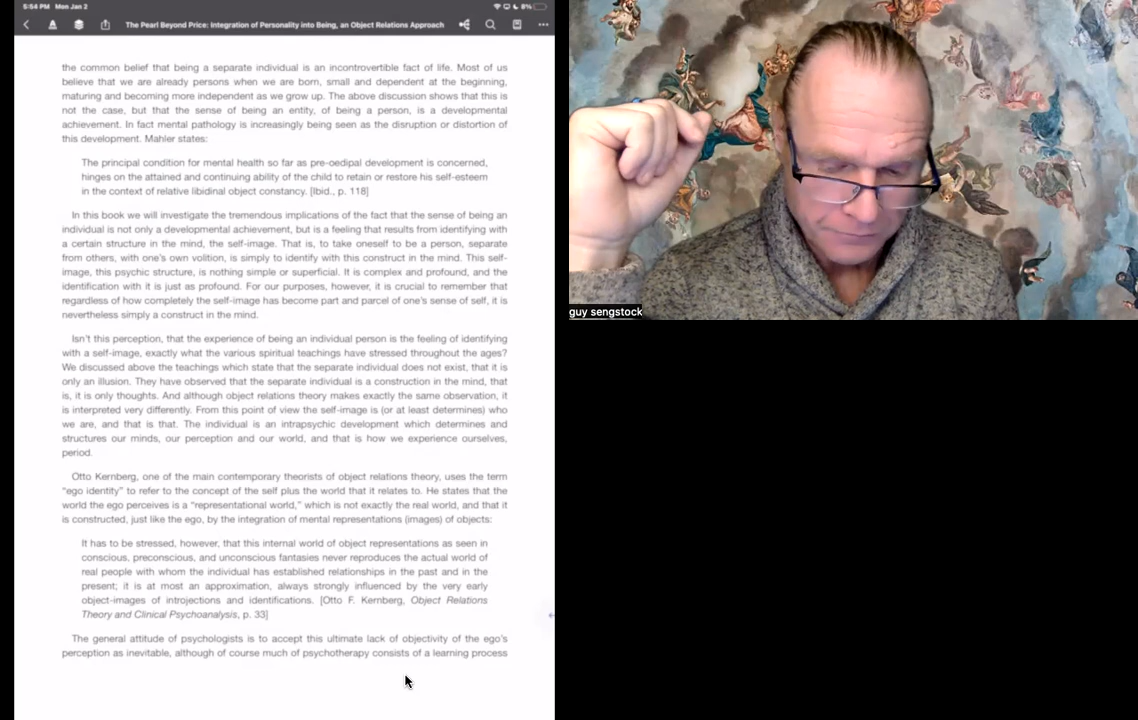 5:54 PM Mon Jan 2
8%
The Pearl Beyond Price: Integration of Personality into Being, an Object Relations Approach
the common belief that being a separate individual is an incontrovertible fact of life. Most of us
believe that we are already persons when we are born, small and dependent at the beginning,
maturing and becoming more independent as we grow up. The above discussion shows that this is
not the case, but that the sense of being an entity, of being a person, is a developmental
achievement. In fact mental pathology is increasingly being seen as the disruption or distortion of
this development. Mahler states:
The principal condition for mental health so far as pre-oedipal development is concerned,
hinges on the attained and continuing ability of the child to retain or restore his self-esteem
in the context of relative libidinal object constancy. [Ibid., p. 118]
In this book we will investigate the tremendous implications of the fact that the sense of being an
individual is not only a developmental achievement, but is a feeling that results from identifying with
a certain structure in the mind, the self-image. That is, to take oneself to be a person, separate
from others, with one's own volition, is simply to identify with this construct in the mind. This self-
image, this psychic structure, is nothing simple or superficial. It is complex and profound, and the
identification with it is just as profound. For our purposes, however, it is crucial to remember that
regardless of how completely the self-image has become part and parcel of one's sense of self, it is
nevertheless simply a construct in the mind.
Isn't this perception, that the experience of being an individual person is the feeling of identifying
with a self-image, exactly what the various spiritual teachings have stressed throughout the ages?
We discussed above the teachings which state that the separate individual does not exist, that it is
only an illusion. They have observed that the separate individual is a construction in the mind, that
is, it is only thoughts. And although object relations theory makes exactly the same observation, it
is interpreted very differently. From this point of view the self-image is (or at least determines) who
we are, and that is that. The individual is an intrapsychic development which determines and
structures our minds, our perception and our world, and that is how we experience ourselves,
period.
Otto Kernberg, one of the main contemporary theorists of object relations theory, uses the term
"ego identity" to refer to the concept of the self plus the world that it relates to. He states that the
world the ego perceives is a "representational world," which is not exactly the real world, and that it
is constructed, just like the ego, by the integration of mental representations (images) of objects:
It has to be stressed, however, that this internal world of object representations as seen in
conscious, preconscious, and unconscious fantasies never reproduces the actual world of
real people with whom the individual has established relationships in the past and in the
present; it is at most an approximation, always strongly influenced by the very early
object-images of introjections and identifications. [Otto F. Kernberg, Object Relations
Theory and Clinical Psychoanalysis, p. 33]
The general attitude of psychologists is to accept this ultimate lack of objectivity of the ego's
perception as inevitable, although of course much of psychotherapy consists of a learning process
guy sengstock